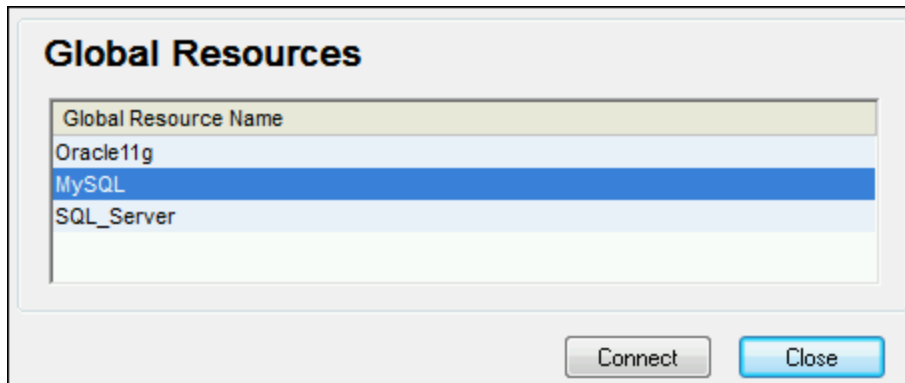 Global Resources
Global Resource Name
Oracle11g
MySQL
SQL_Server
Connect Close